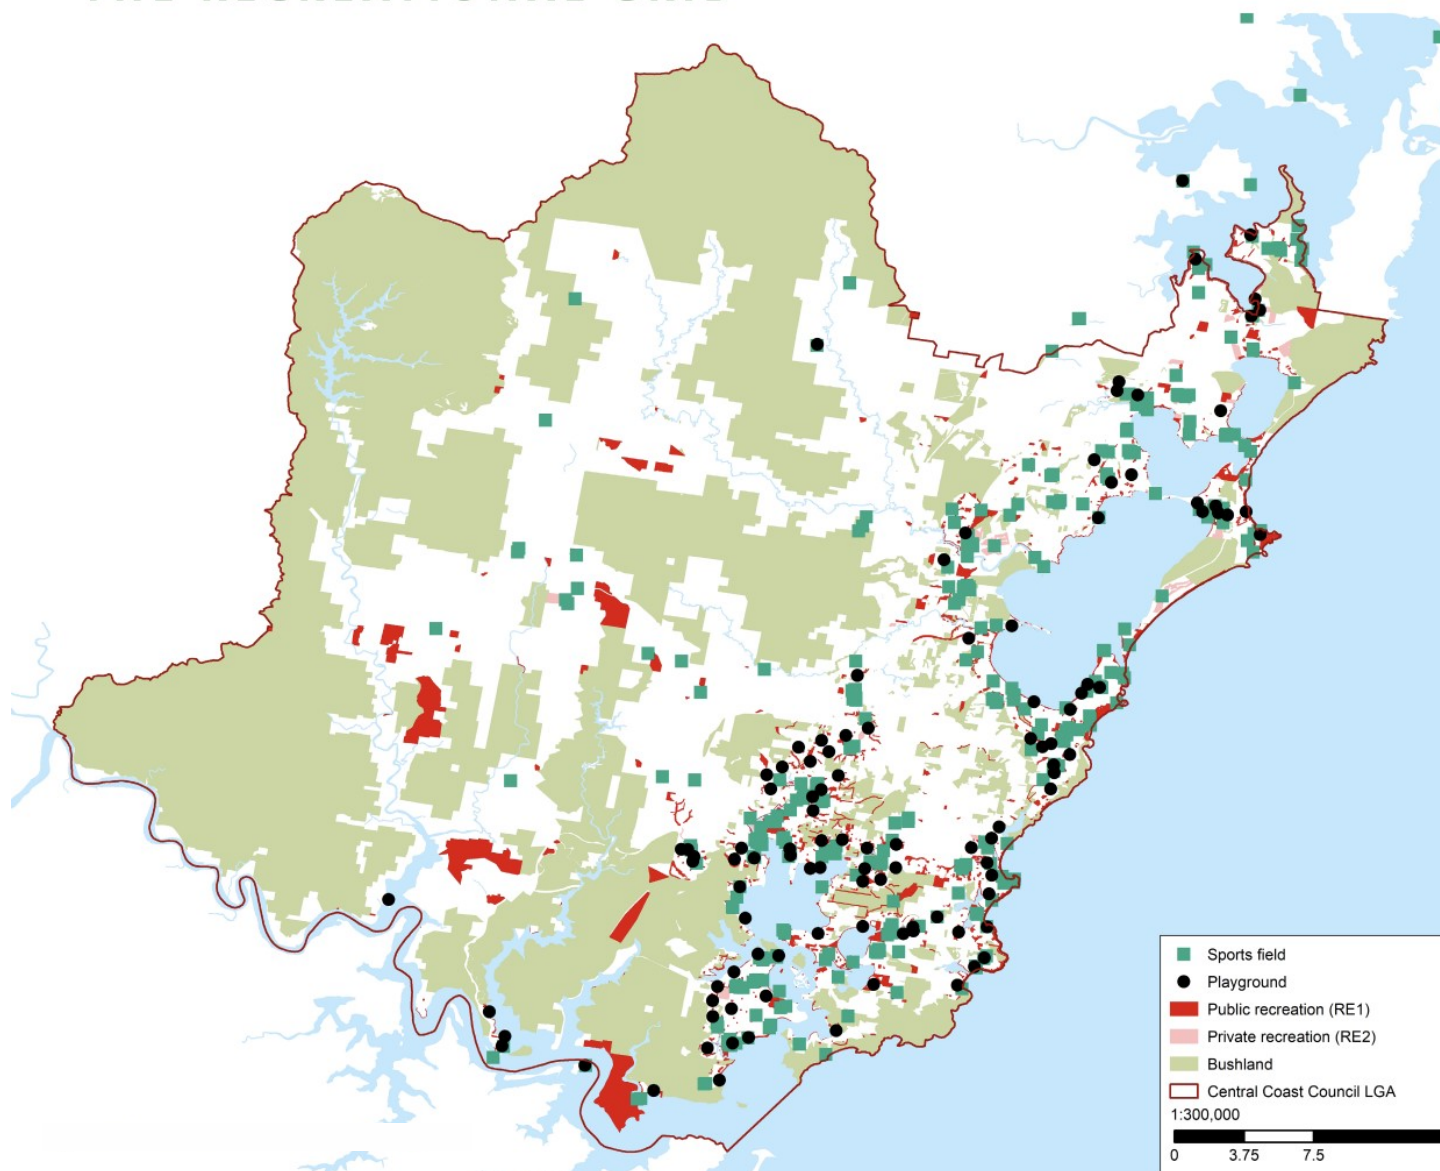 Sports field
Playground
Public recreation (RE1)
Private recreation (RE2)
Bushland
Central Coast Council LGA
1:300,000
0 3.75 7.5